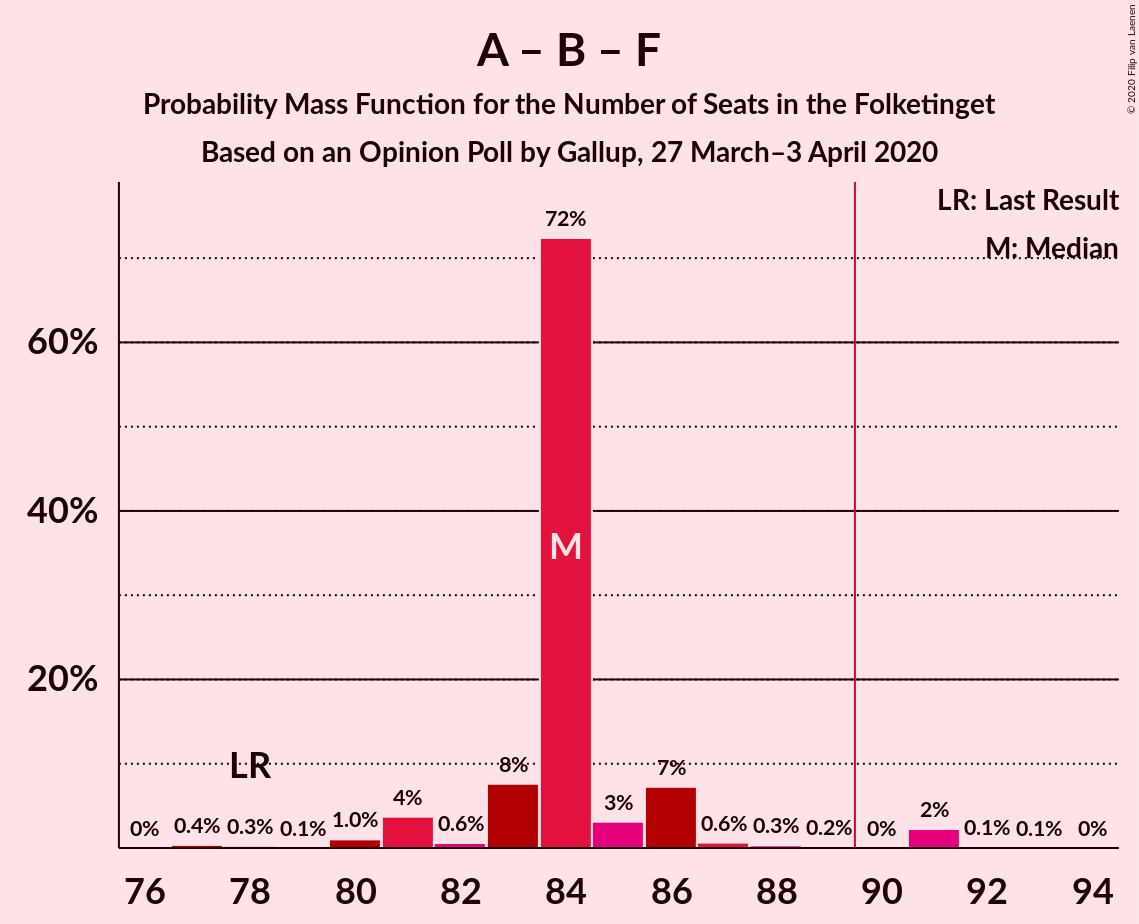 A – B – F
Probability Mass Function for the Number of Seats in the Folketinget
Based on an Opinion Poll by Gallup, 27 March–3 April 2020
© 2020 Filip van Laenen
LR: Last Result
M: Median
60%
40%
20%
LR
M
0%
0.4%
0.3%
0.1%
1.0%
4%
0.6%
8%
72%
3%
7%
0.6%
0.3%
0.2%
0%
2%
0.1%
0.1%
0%
76 78 80 82 84 86 88 90 92 94